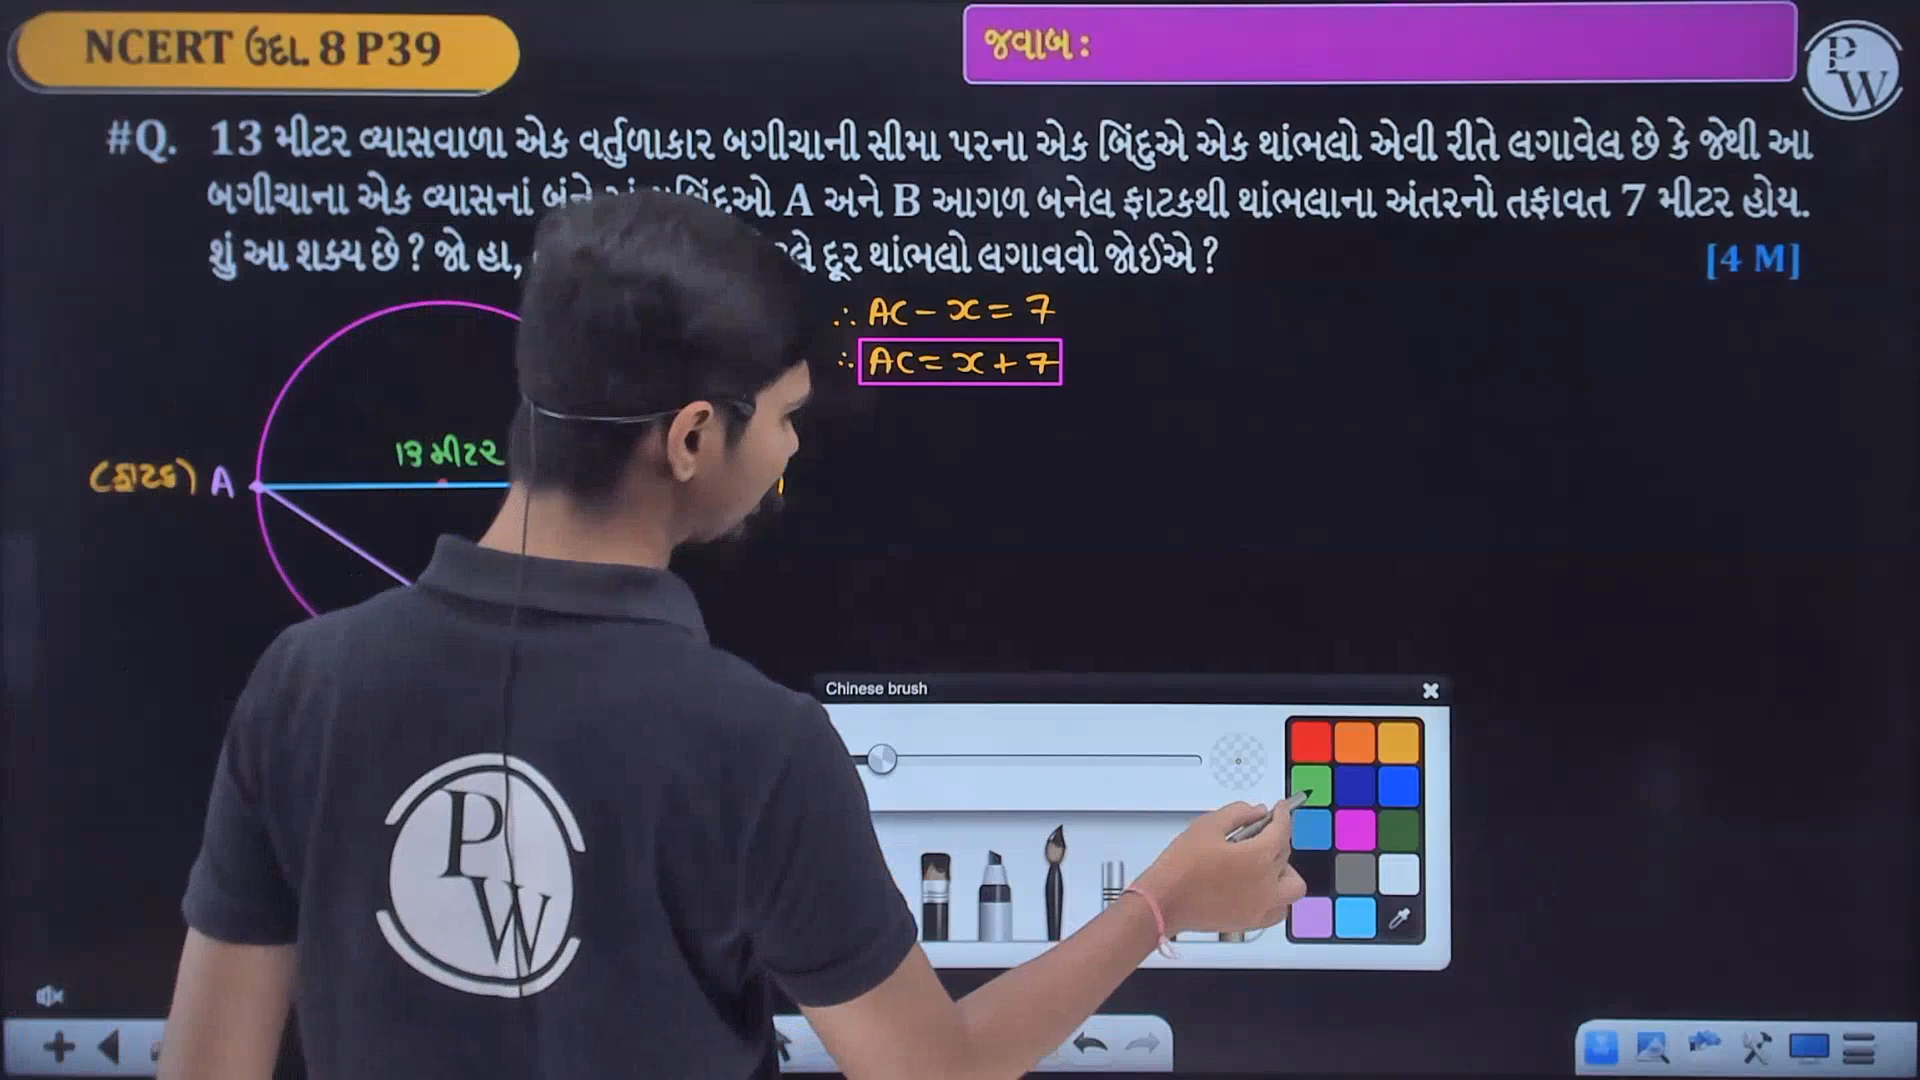 NCERT ઉદા. 8 P39
જવાબ :
PW
#Q. 13 મીટર વ્યાસવાળા એક વર્તુળાકાર બગીચાની સીમા પરના એક બિંદુએ એક થાંભલો એવી રીતે લગાવેલ છે કે જેથી આ
બગીચાના એક વ્યાસનાં A અને B આગળ બનેલ ફાટકથી થાંભલાના અંતરનો તફાવત 7 મીટર હોય.
શું આ શક્ય છે ? જો હા, દૂર થાંભલો લગાવવો જોઈએ ? [4 M]
∴ AC - x = 7
∴ AC = x + 7
13 મીટર
(ફાટક) A
Chinese brush
PW